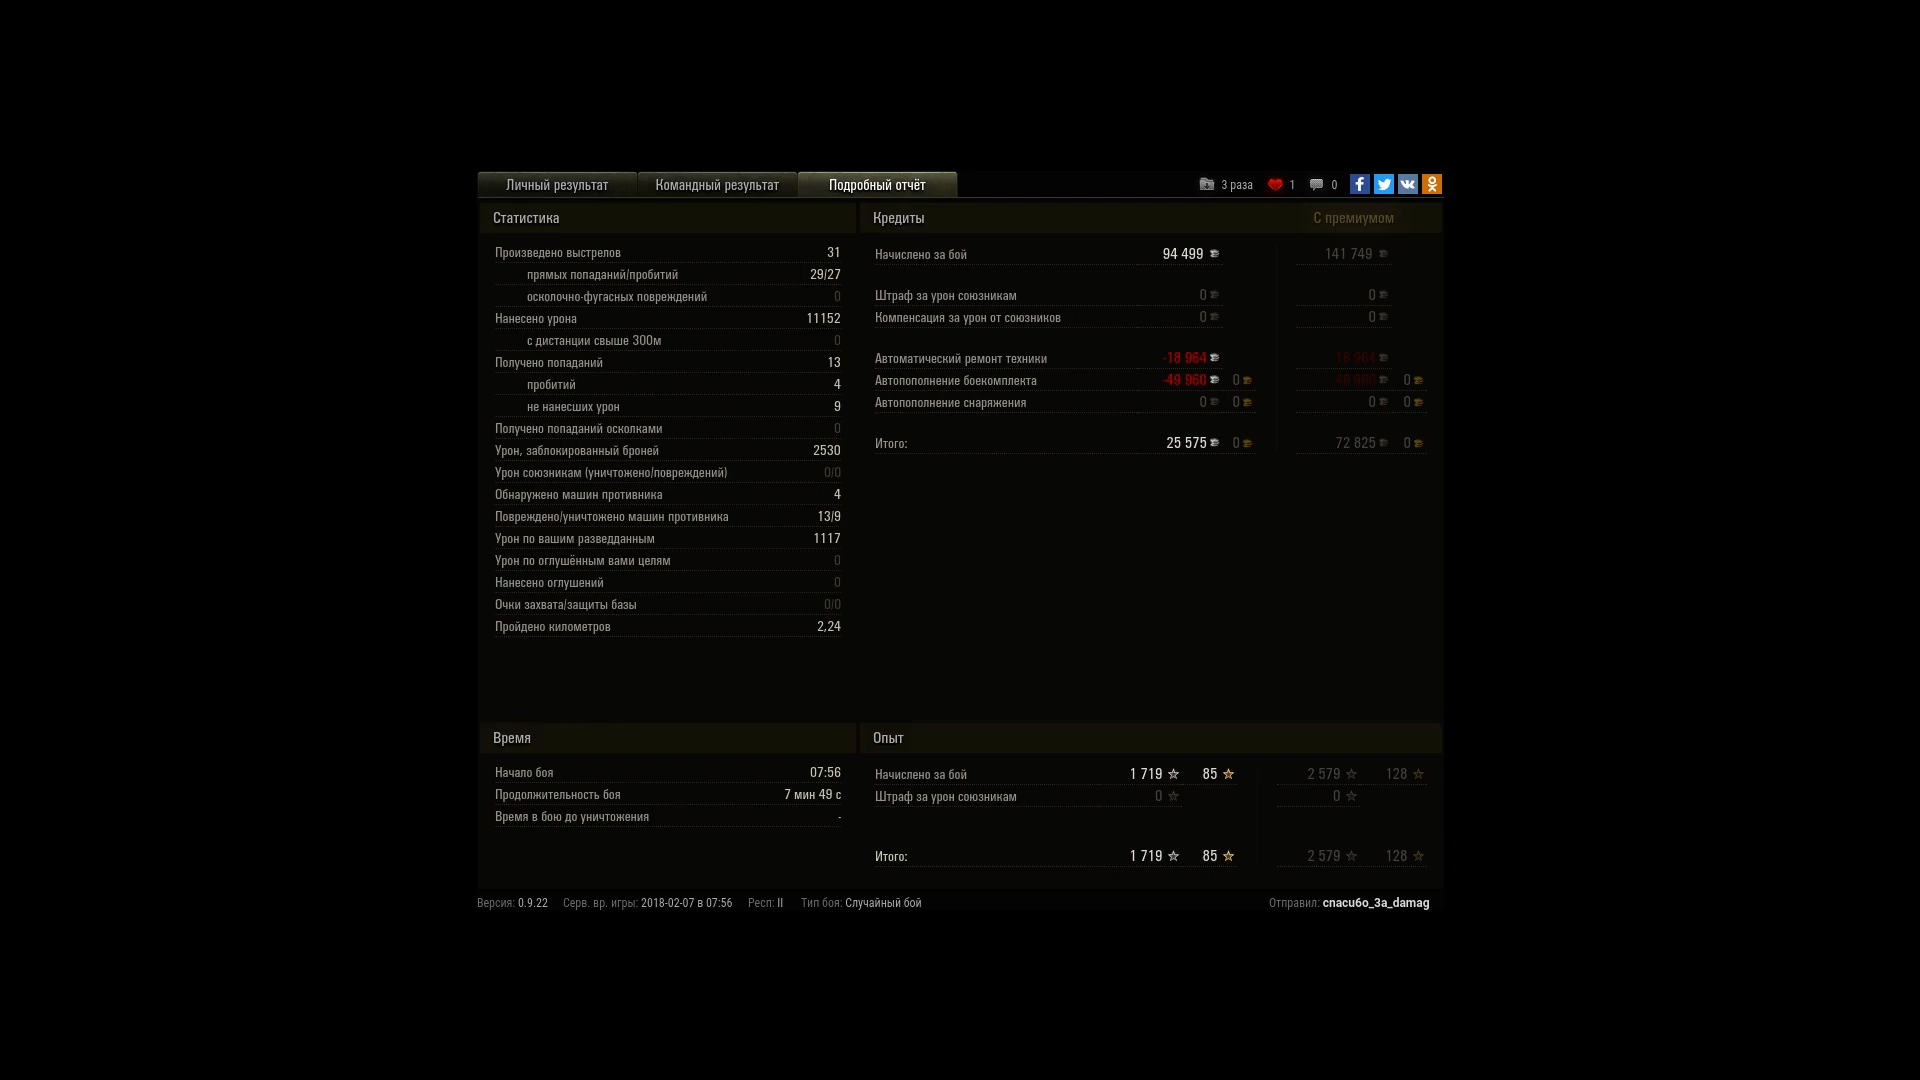 Личный результат Командный результат Подробный отчёт 3 раза 1 0
Статистика
Произведено выстрелов 31
прямых попаданий/пробитий 29/27
осколочно-фугасных повреждений 0
Нанесено урона 11152
с дистанции свыше 300м 0
Получено попаданий 13
пробитий 4
не нанесших урон 9
Получено попаданий осколками 0
Урон, заблокированный броней 2530
Урон союзникам (уничтожено/повреждений) 0/0
Обнаружено машин противника 4
Повреждено/уничтожено машин противника 13/9
Урон по вашим разведданным 1117
Урон по оглушённым вами целям 0
Нанесено оглушений 0
Очки захвата/защиты базы 0/0
Пройдено километров 2,24
Кредиты С премиумом
Начислено за бой 94 499 141 749
Штраф за урон союзникам 0 0
Компенсация за урон от союзников 0 0
Автоматический ремонт техники -18 964 -18 964
Автопополнение боекомплекта -49 960 0 -49 960 0
Автопополнение снаряжения 0 0 0 0
Итого: 25 575 0 72 825 0
Время
Начало боя 07:56
Продолжительность боя 7 мин 49 с
Время в бою до уничтожения -
Опыт
Начислено за бой 1 719 85 2 579 128
Штраф за урон союзникам 0 0
Итого: 1 719 85 2 579 128
Версия: 0.9.22 Серв. вр. игры: 2018-02-07 в 07:56 Респ: II Тип боя: Случайный бой Отправил: cnacu6o_3a_damag